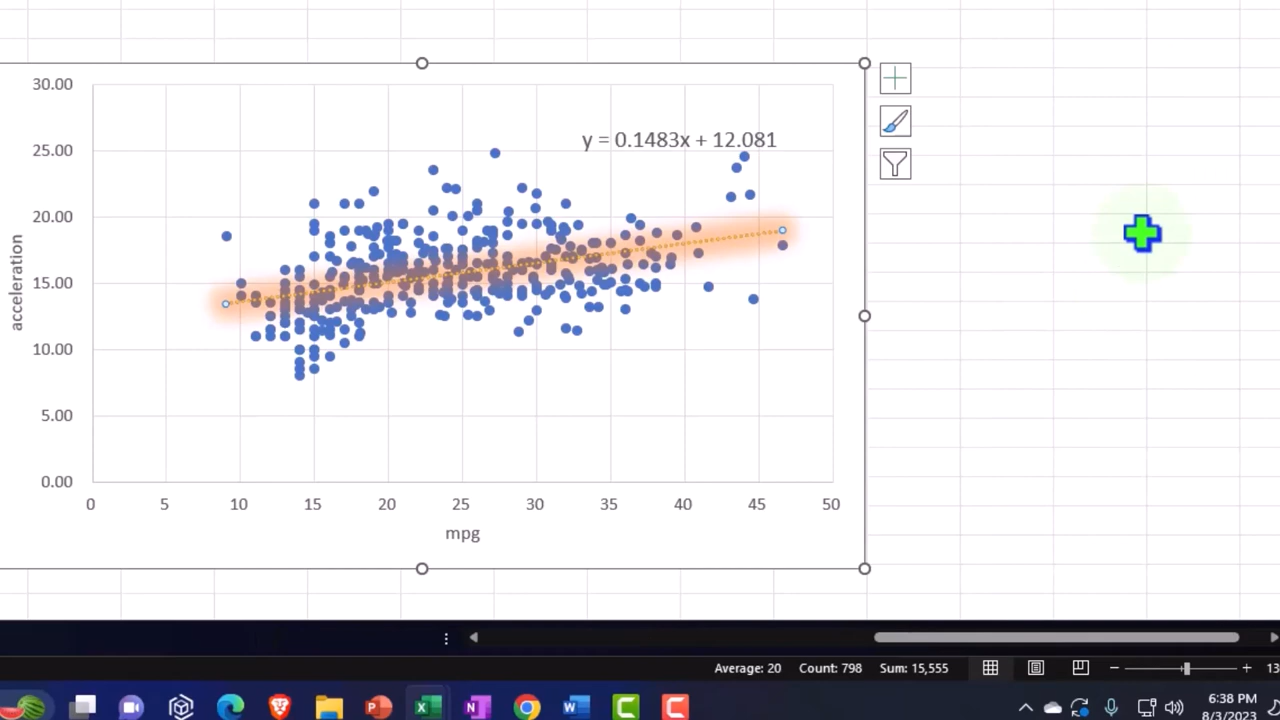 30.00
25.00
y = 0.1483x + 12.081
20.00
15.00
acceleration
10.00
5.00
0.00
0 5 10 15 20 25 30 35 40 45 50
mpg
Average: 20 Count: 798 Sum: 15,555
13
6:38 PM
8/3/2023